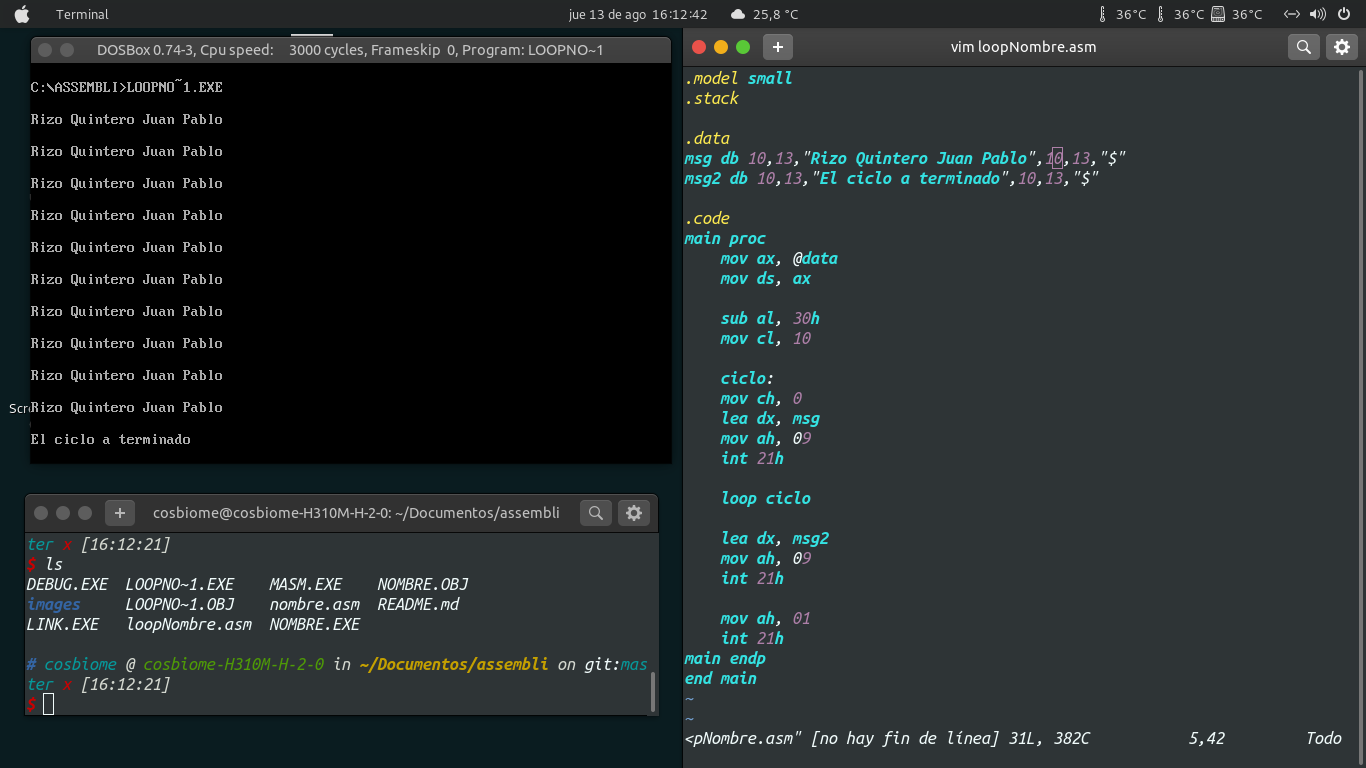 Terminal
jue 13 de ago 16:12:42
25,8 °C
36°C
36°C
36°C
DOSBox 0.74-3, Cpu speed: 3000 cycles, Frameskip 0, Program: LOOPNO~1
C:\ASSEMBLI>LOOPNO~1.EXE
Rizo Quintero Juan Pablo
Rizo Quintero Juan Pablo
Rizo Quintero Juan Pablo
Rizo Quintero Juan Pablo
Rizo Quintero Juan Pablo
Rizo Quintero Juan Pablo
Rizo Quintero Juan Pablo
Rizo Quintero Juan Pablo
Rizo Quintero Juan Pablo
Scr
Rizo Quintero Juan Pablo
El ciclo a terminado
cosbiome@cosbiome-H310M-H-2-0: ~/Documentos/assembli
ter x [16:12:21]
$ ls
DEBUG.EXE LOOPNO~1.EXE MASM.EXE NOMBRE.OBJ
images LOOPNO~1.OBJ nombre.asm README.md
LINK.EXE loopNombre.asm NOMBRE.EXE
# cosbiome @ cosbiome-H310M-H-2-0 in ~/Documentos/assembli on git:mas
ter x [16:12:21]
$
vim loopNombre.asm
.model small
.stack
.data
msg db 10,13,"Rizo Quintero Juan Pablo",10,13,"$"
msg2 db 10,13,"El ciclo a terminado",10,13,"$"
.code
main proc
mov ax, @data
mov ds, ax
sub al, 30h
mov cl, 10
ciclo:
mov ch, 0
lea dx, msg
mov ah, 09
int 21h
loop ciclo
lea dx, msg2
mov ah, 09
int 21h
mov ah, 01
int 21h
main endp
end main
~
~
<pNombre.asm" [no hay fin de línea] 31L, 382C 5,42 Todo